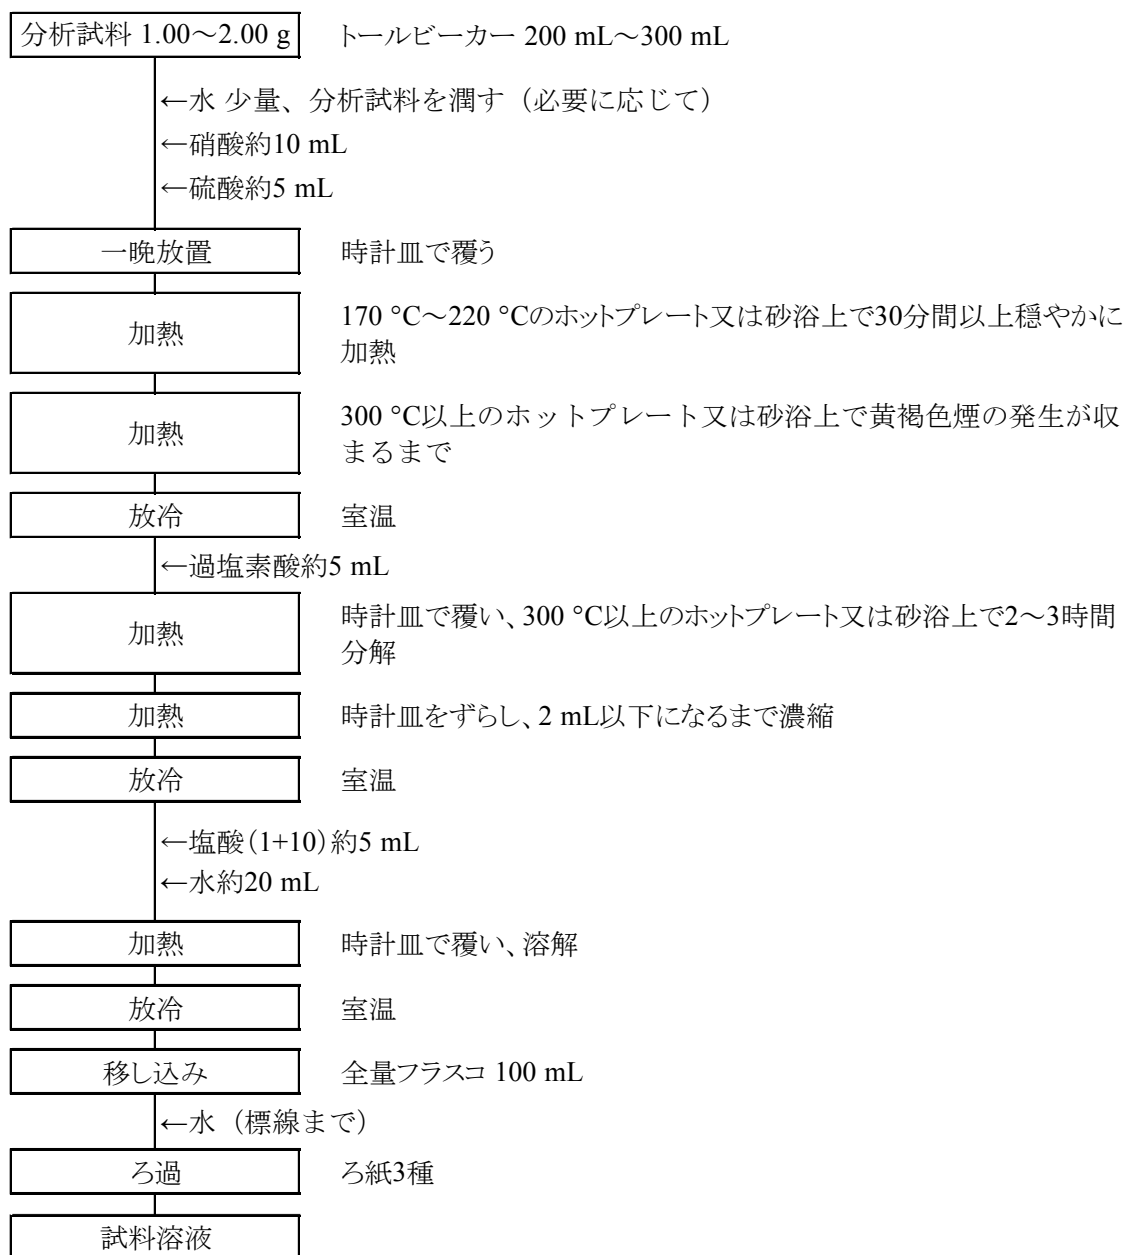 分析試料 1.00～2.00 g トールビーカー 200 mL～300 mL
←水 少量、分析試料を潤す（必要に応じて）
←硝酸約10 mL
←硫酸約5 mL
一晩放置 時計皿で覆う
加熱 170 °C～220 °Cのホットプレート又は砂浴上で30分間以上穏やかに
加熱
加熱 300 °C以上のホットプレート又は砂浴上で黄褐色煙の発生が収
まるまで
放冷 室温
←過塩素酸約5 mL
加熱 時計皿で覆い、300 °C以上のホットプレート又は砂浴上で2～3時間
分解
加熱 時計皿をずらし、2 mL以下になるまで濃縮
放冷 室温
←塩酸（1+10）約5 mL
←水約20 mL
加熱 時計皿で覆い、溶解
放冷 室温
移し込み 全量フラスコ 100 mL
←水（標線まで）
ろ過 ろ紙3種
試料溶液